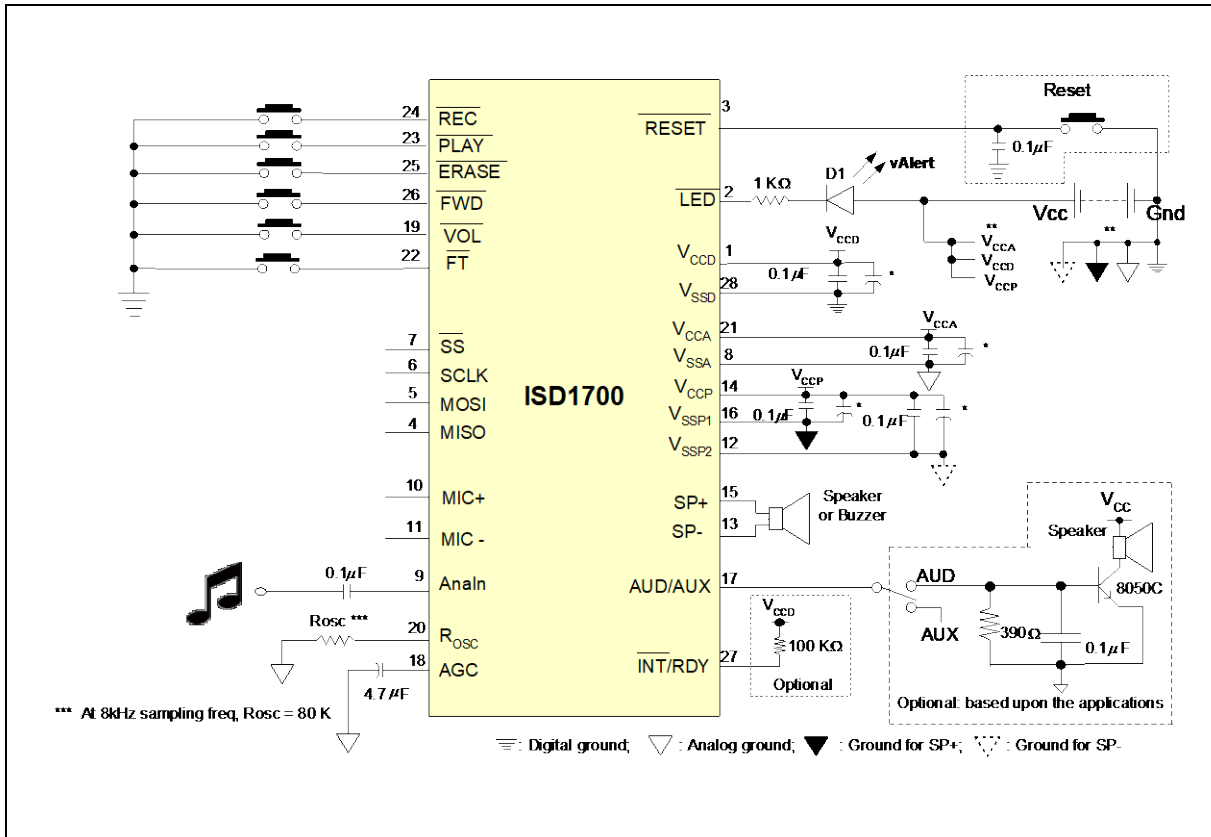 24
REC
23
PLAY
25
ERASE
26
FWD
19
VOL
22
FT
7
SS
6
SCLK
5
MOSI
4
MISO
10
MIC+
11
MIC -
0.1μF
9
AnaIn
Rosc ***
20
ROSC
18
AGC
4.7 μF
ISD1700
3
RESET
Reset
0.1μF
2
LED
1 KΩ
D1
vAlert
Vcc
Gnd
**
VCCA
VCCD
VCCP
**
1
VCCD
VCCD
0.1μF
*
28
VSSD
21
VCCA
VCCA
0.1μF
*
8
VSSA
14
VCCP
VCCP
0.1μF
*
0.1μF
*
16
VSSP1
12
VSSP2
15
SP+
13
SP-
Speaker
or Buzzer
17
AUD/AUX
AUD
AUX
VCC
Speaker
8050C
390Ω
0.1μF
Optional: based upon the applications
27
INT/RDY
VCCD
100 KΩ
Optional
*** At 8kHz sampling freq, Rosc = 80 K
: Digital ground; : Analog ground; : Ground for SP+; : Ground for SP-